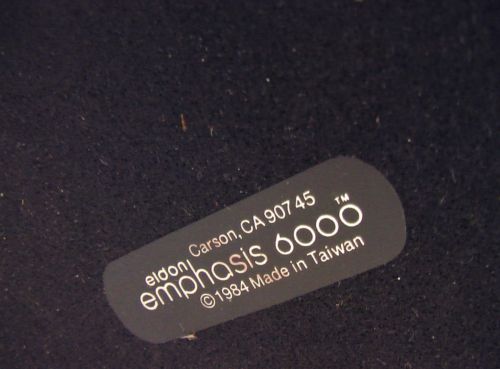 eldon Carson, CA 90745
emphasis 6000™
©1984 Made in Taiwan